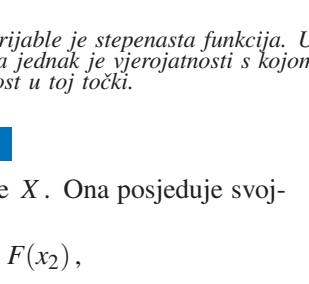 rijable je stepenasta funkcija. U
a jednak je vjerojatnosti s kojom
ost u toj točki.
e X. Ona posjeduje svoj-
F(x₂),